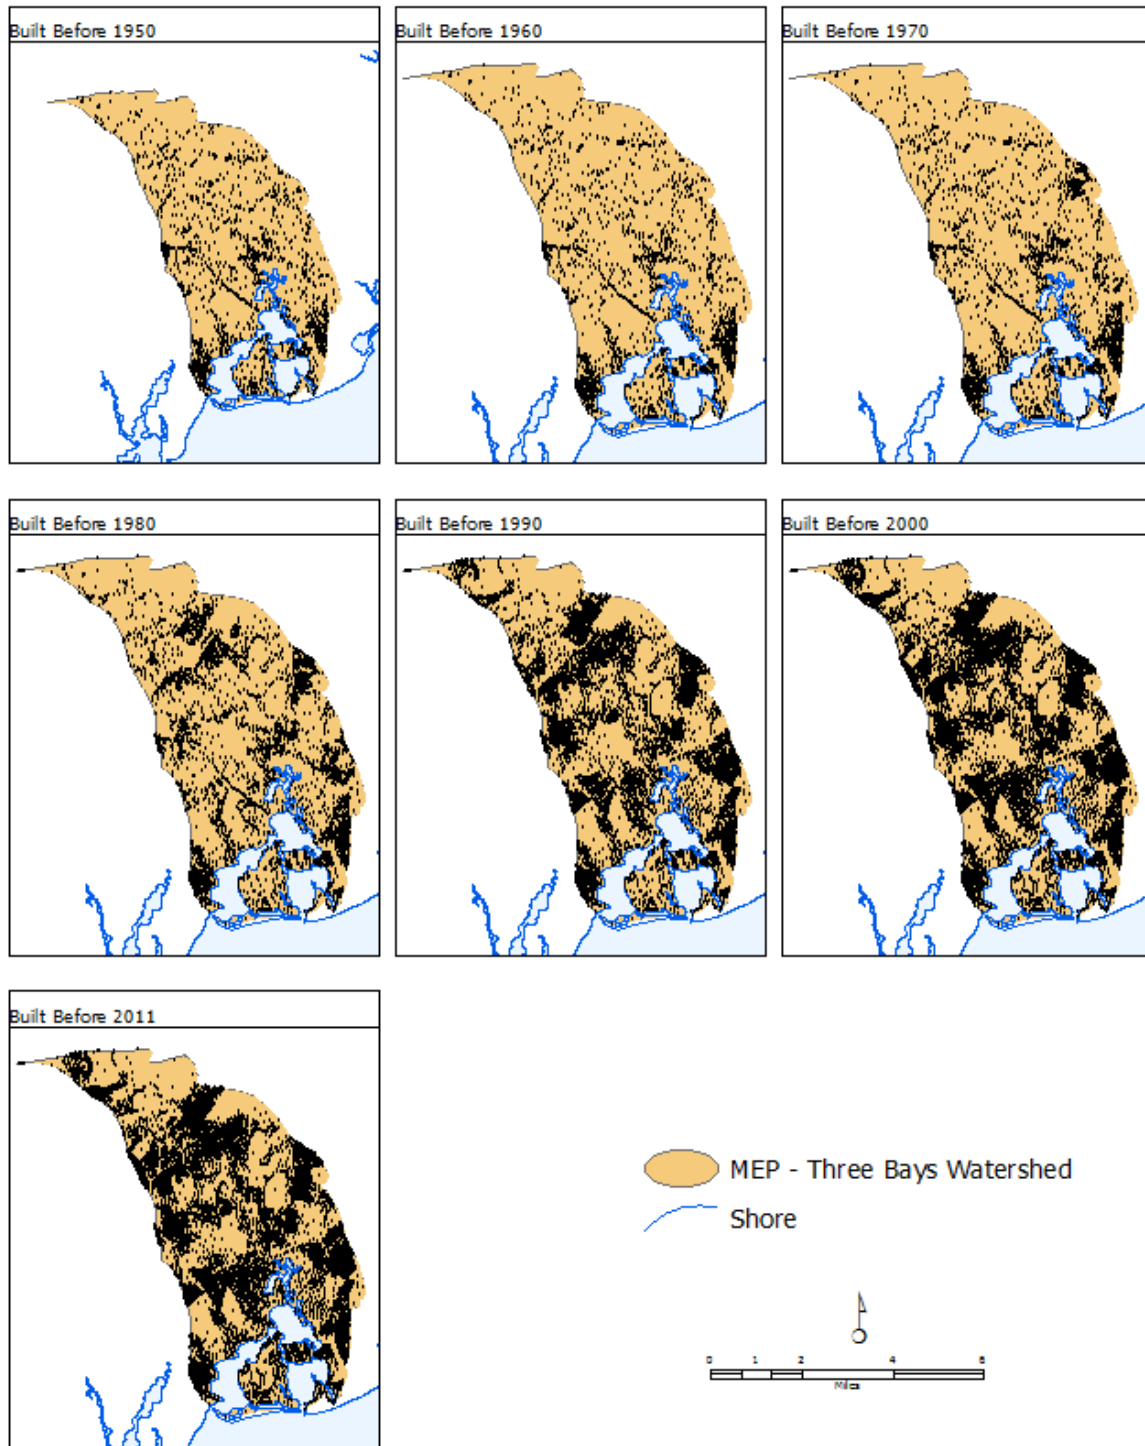 Built Before 1950
Built Before 1960
Built Before 1970
Built Before 1980
Built Before 1990
Built Before 2000
Built Before 2011
MEP - Three Bays Watershed
Shore
0 1 2 4 6
Miles